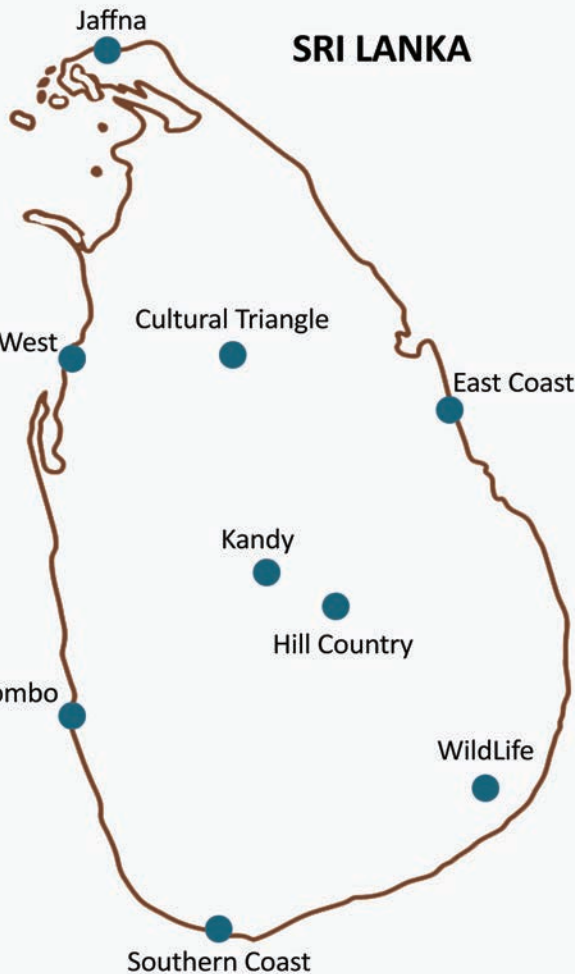 Jaffna
SRI LANKA
Cultural Triangle
West
East Coast
Kandy
Hill Country
ombo
WildLife
Southern Coast